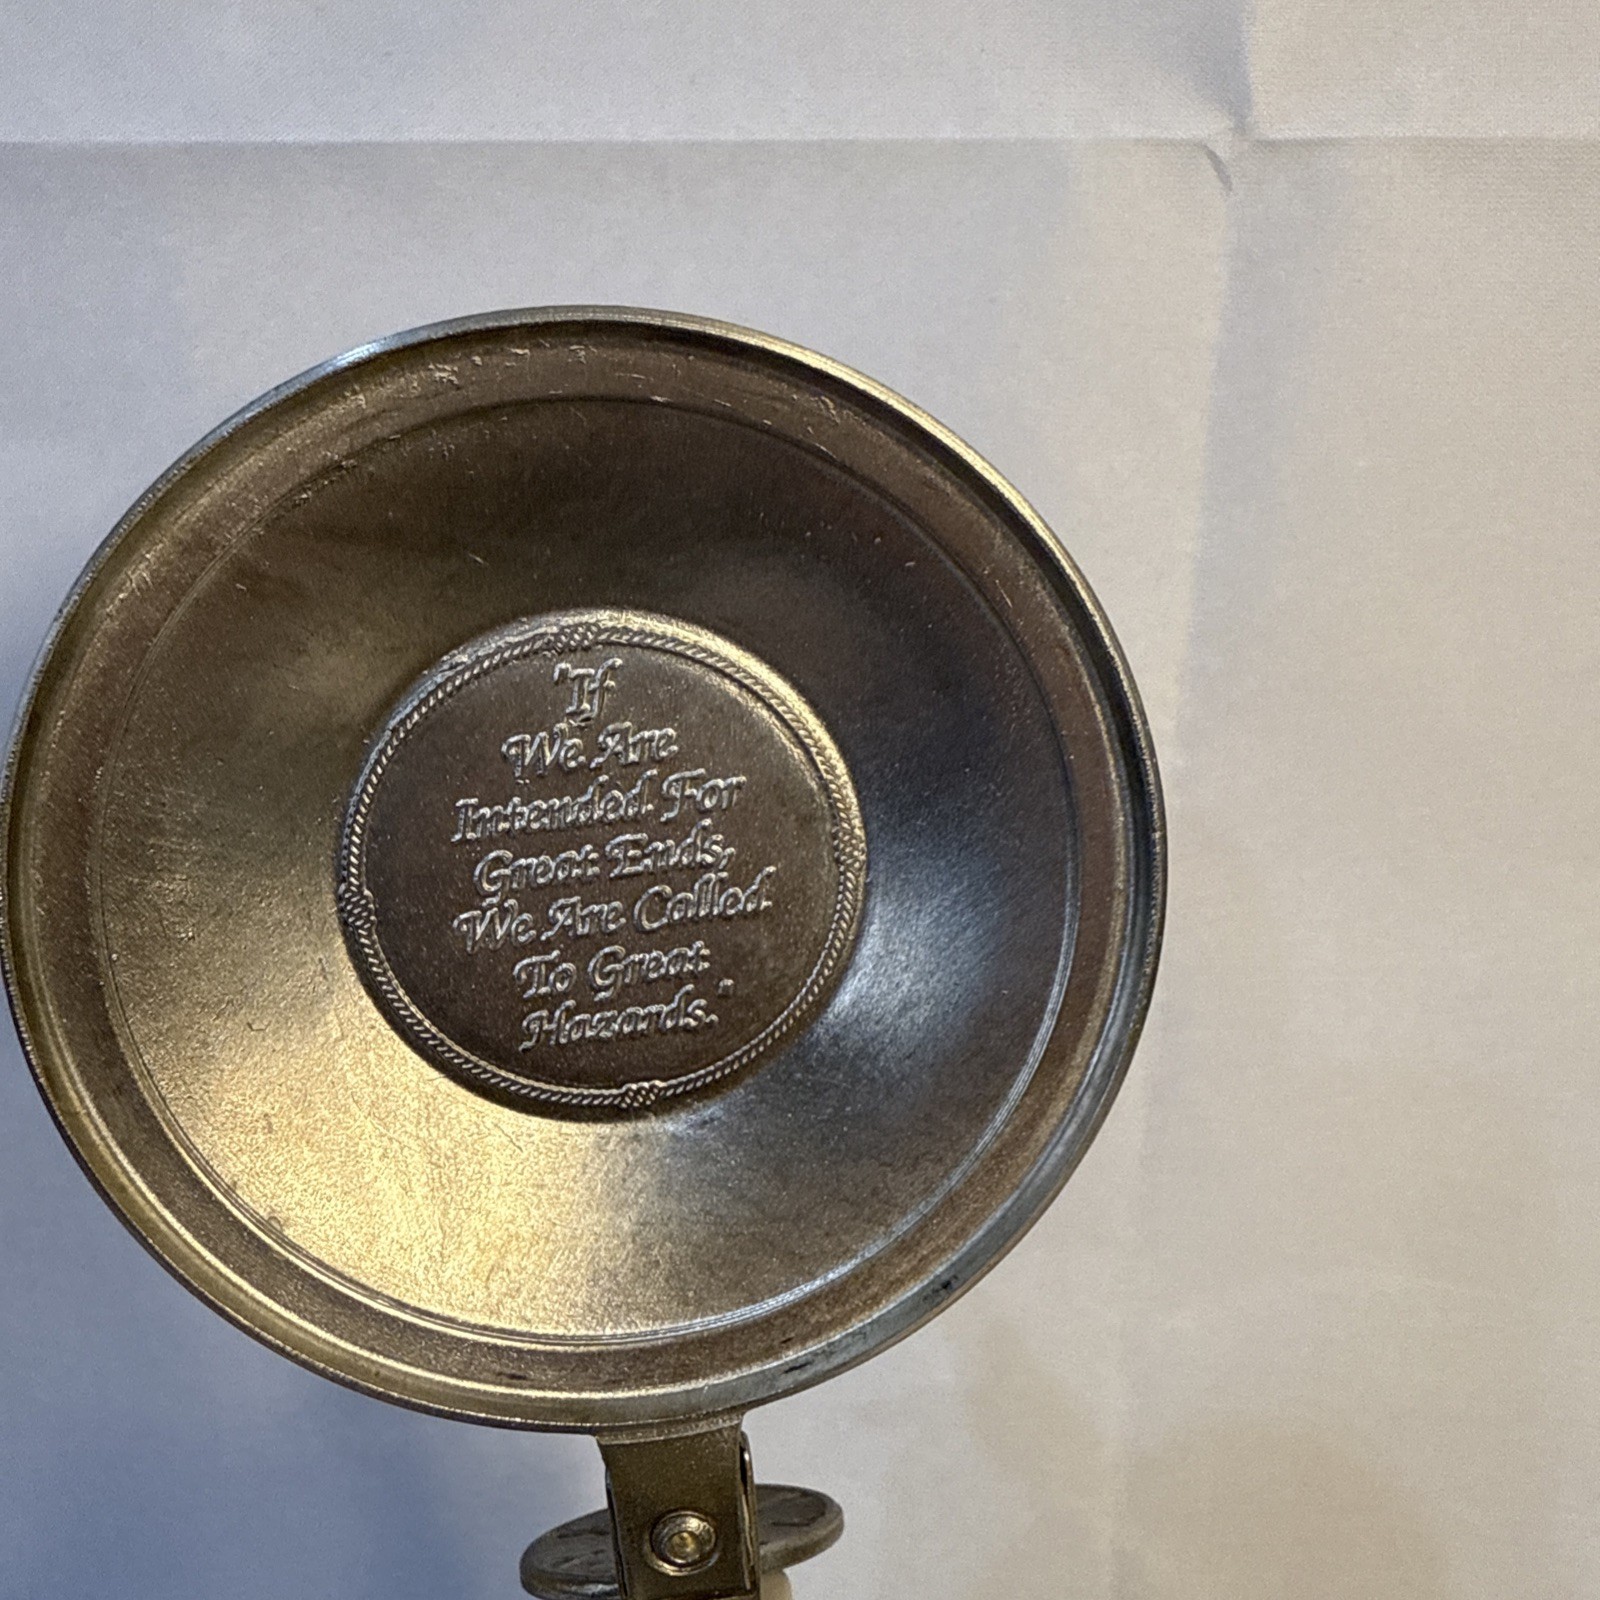 "If
We Are
Intended For
Great Ends,
We Are Called
To Great
Hazards."